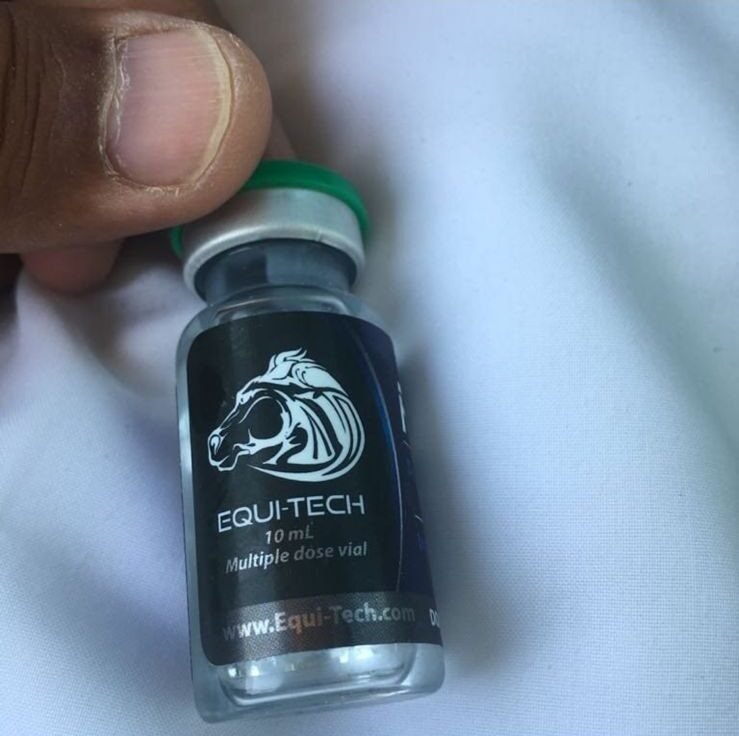 EQUI-TECH
10 mL
Multiple dose vial
www.Equi-Tech.com